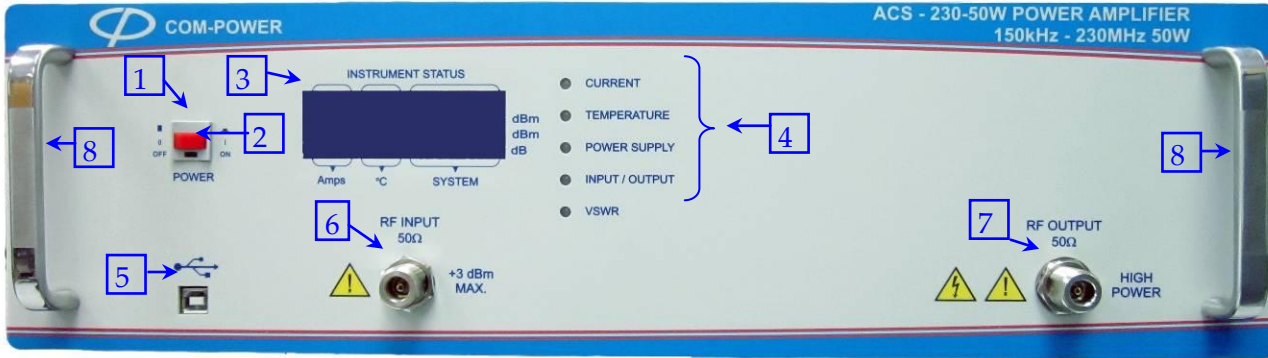 COM-POWER
ACS - 230-50W POWER AMPLIFIER
150kHz - 230MHz 50W
1
2
0
OFF
I
ON
POWER
3
INSTRUMENT STATUS
dBm
dBm
dB
Amps
°C
SYSTEM
CURRENT
TEMPERATURE
POWER SUPPLY
INPUT / OUTPUT
VSWR
4
8
8
5
6
RF INPUT
50Ω
!
+3 dBm
MAX.
7
RF OUTPUT
50Ω
!
HIGH
POWER